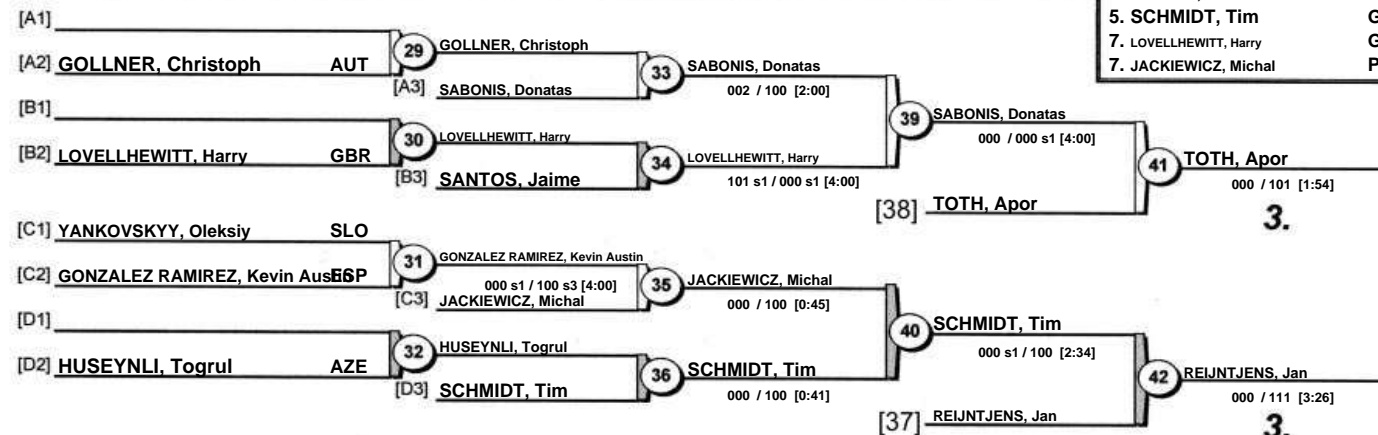 5. SCHMIDT, Tim G
7. LOVELLHEWITT, Harry G
7. JACKIEWICZ, Michal P
[A1]
[A2] GOLLNER, Christoph AUT
29
GOLLNER, Christoph
[A3] SABONIS, Donatas
33
SABONIS, Donatas
002 / 100 [2:00]
[B1]
[B2] LOVELLHEWITT, Harry GBR
30
LOVELLHEWITT, Harry
[B3] SANTOS, Jaime
34
LOVELLHEWITT, Harry
101 s1 / 000 s1 [4:00]
39
SABONIS, Donatas
000 / 000 s1 [4:00]
[38] TOTH, Apor
41
TOTH, Apor
000 / 101 [1:54]
3.
[C1] YANKOVSKYY, Oleksiy SLO
[C2] GONZALEZ RAMIREZ, Kevin Austin ESP
31
GONZALEZ RAMIREZ, Kevin Austin
000 s1 / 100 s3 [4:00]
[C3] JACKIEWICZ, Michal
35
JACKIEWICZ, Michal
000 / 100 [0:45]
[D1]
[D2] HUSEYNLI, Togrul AZE
32
HUSEYNLI, Togrul
[D3] SCHMIDT, Tim
36
SCHMIDT, Tim
000 / 100 [0:41]
40
SCHMIDT, Tim
000 s1 / 100 [2:34]
[37] REIJNTJENS, Jan
42
REIJNTJENS, Jan
000 / 111 [3:26]
3.